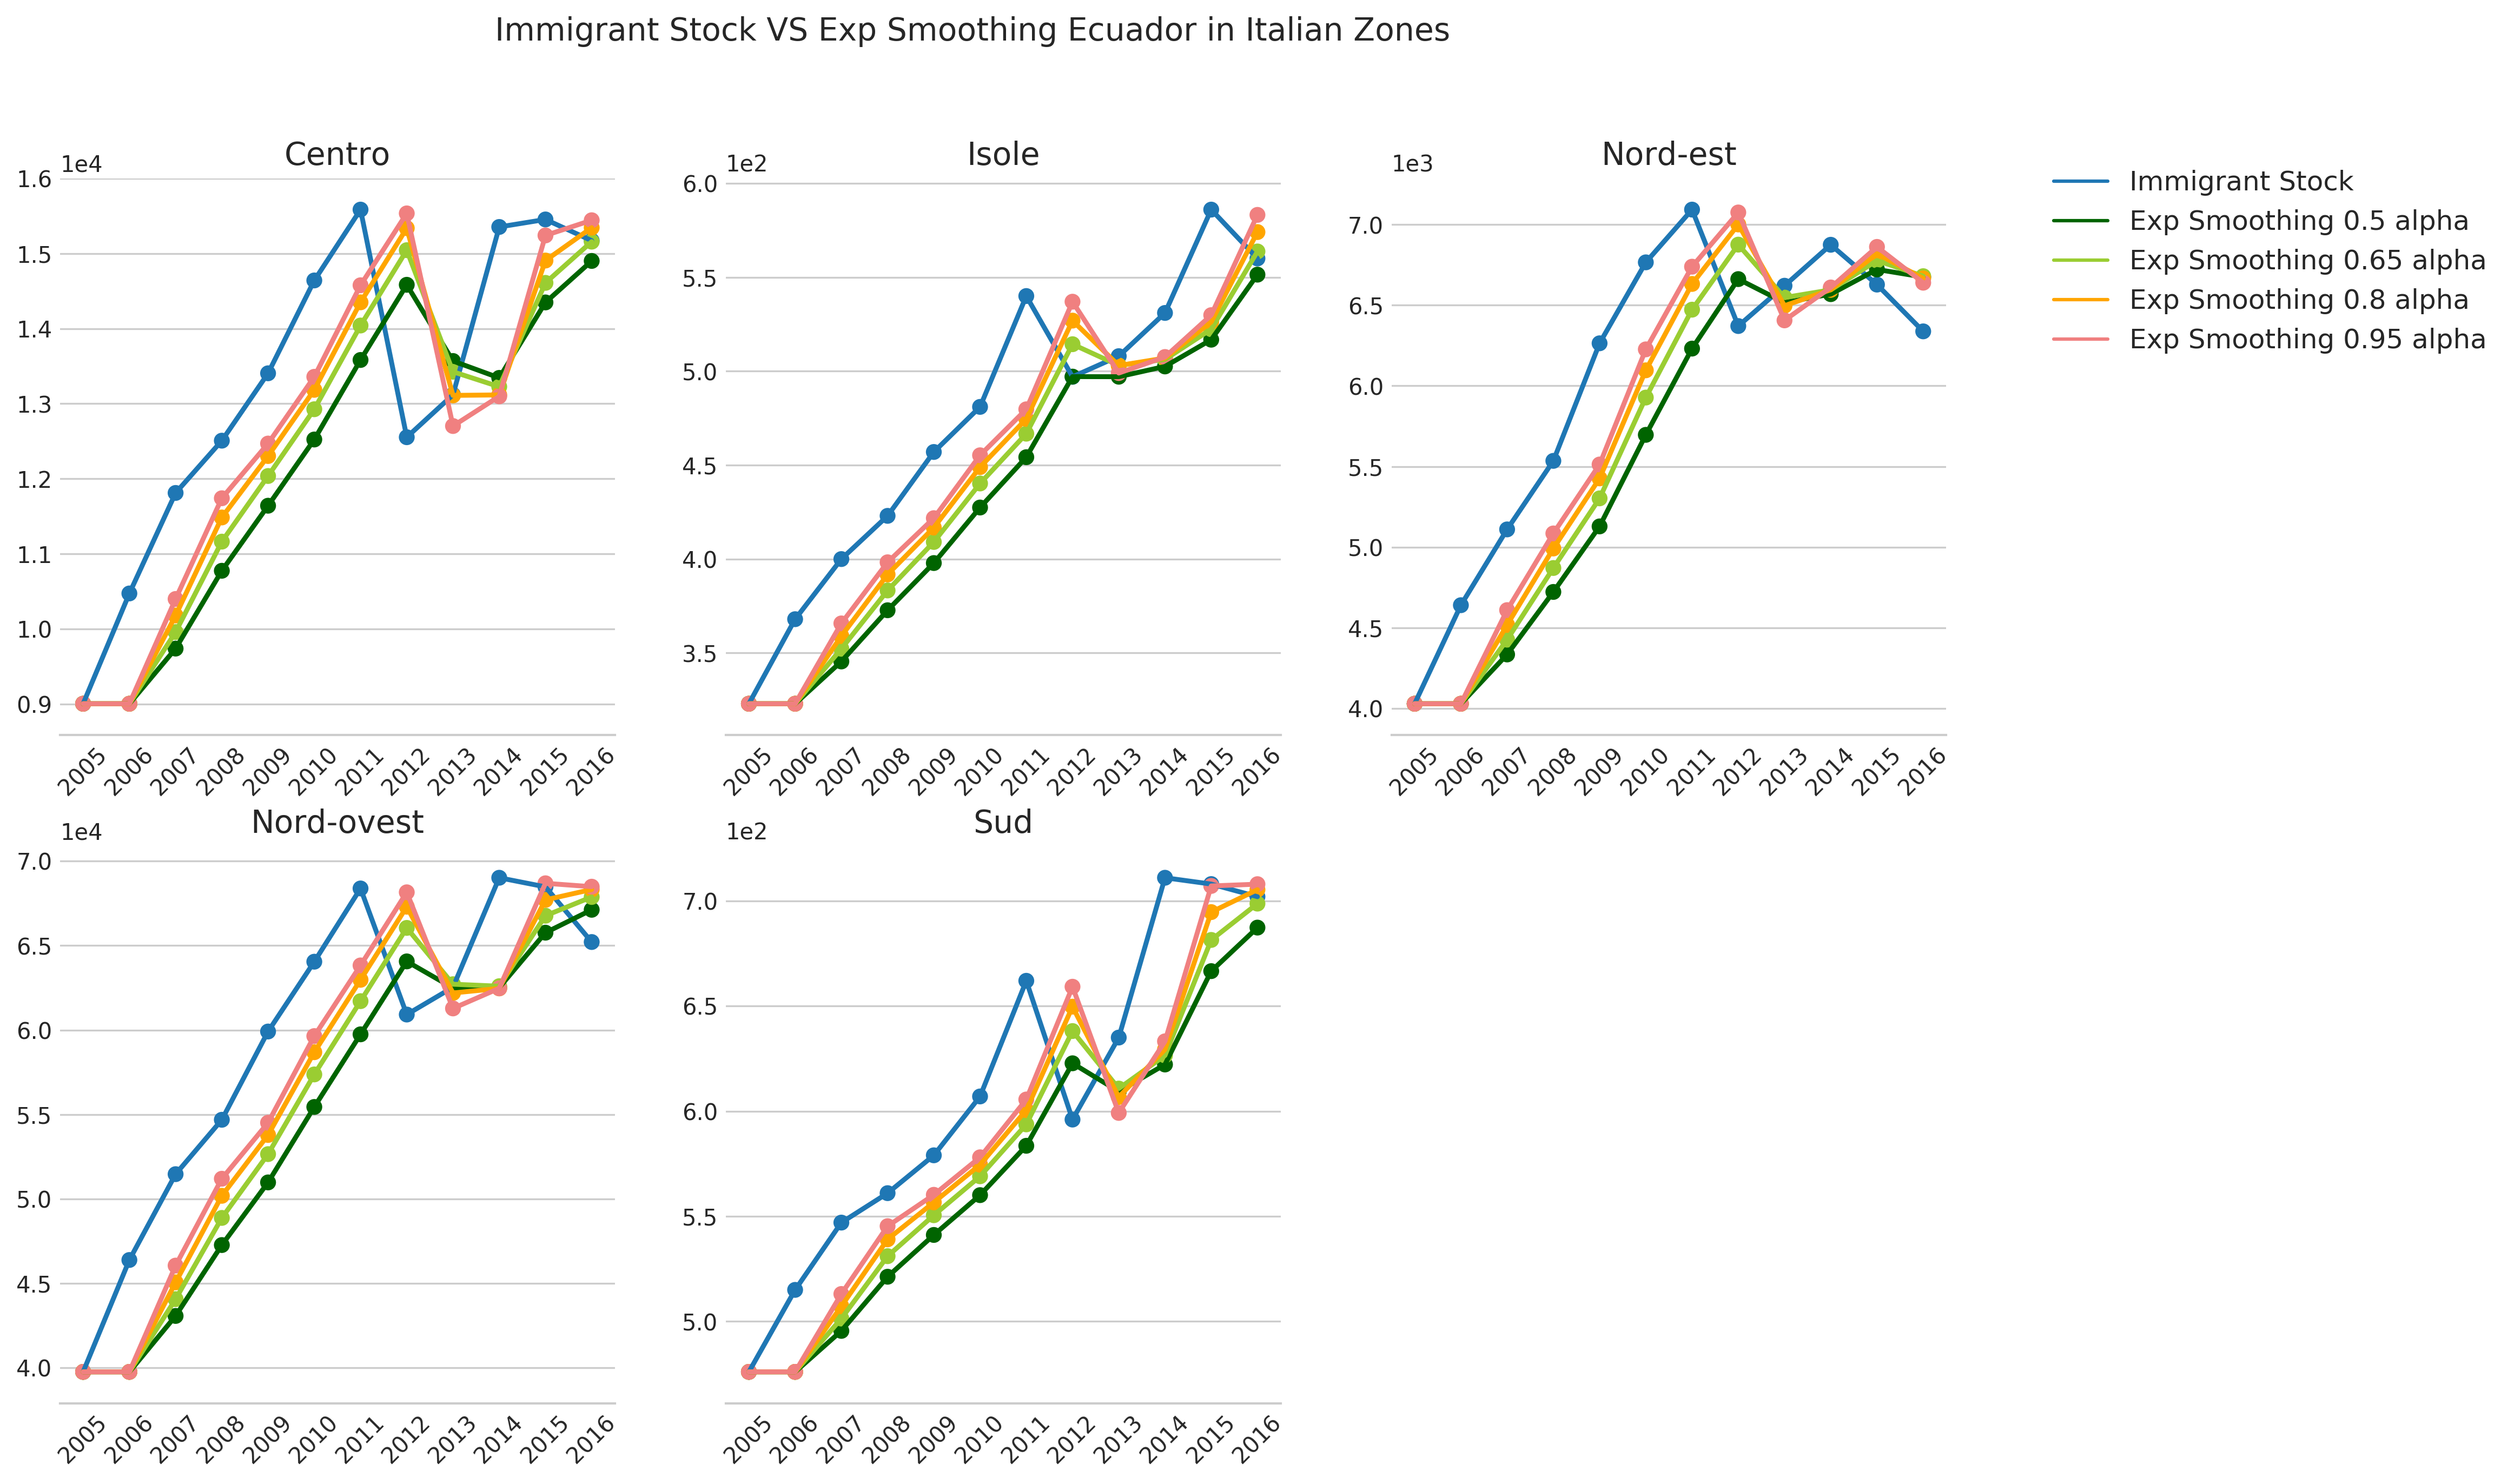 Immigrant Stock VS Exp Smoothing Ecuador in Italian Zones
Centro
1e4
1.6
1.5
1.4
1.3
1.2
1.1
1.0
0.9
2005 2006 2007 2008 2009 2010 2011 2012 2013 2014 2015 2016
Isole
1e2
6.0
5.5
5.0
4.5
4.0
3.5
2005 2006 2007 2008 2009 2010 2011 2012 2013 2014 2015 2016
Nord-est
1e3
7.0
6.5
6.0
5.5
5.0
4.5
4.0
2005 2006 2007 2008 2009 2010 2011 2012 2013 2014 2015 2016
Immigrant Stock
Exp Smoothing 0.5 alpha
Exp Smoothing 0.65 alpha
Exp Smoothing 0.8 alpha
Exp Smoothing 0.95 alpha
Nord-ovest
1e4
7.0
6.5
6.0
5.5
5.0
4.5
4.0
2005 2006 2007 2008 2009 2010 2011 2012 2013 2014 2015 2016
Sud
1e2
7.0
6.5
6.0
5.5
5.0
2005 2006 2007 2008 2009 2010 2011 2012 2013 2014 2015 2016